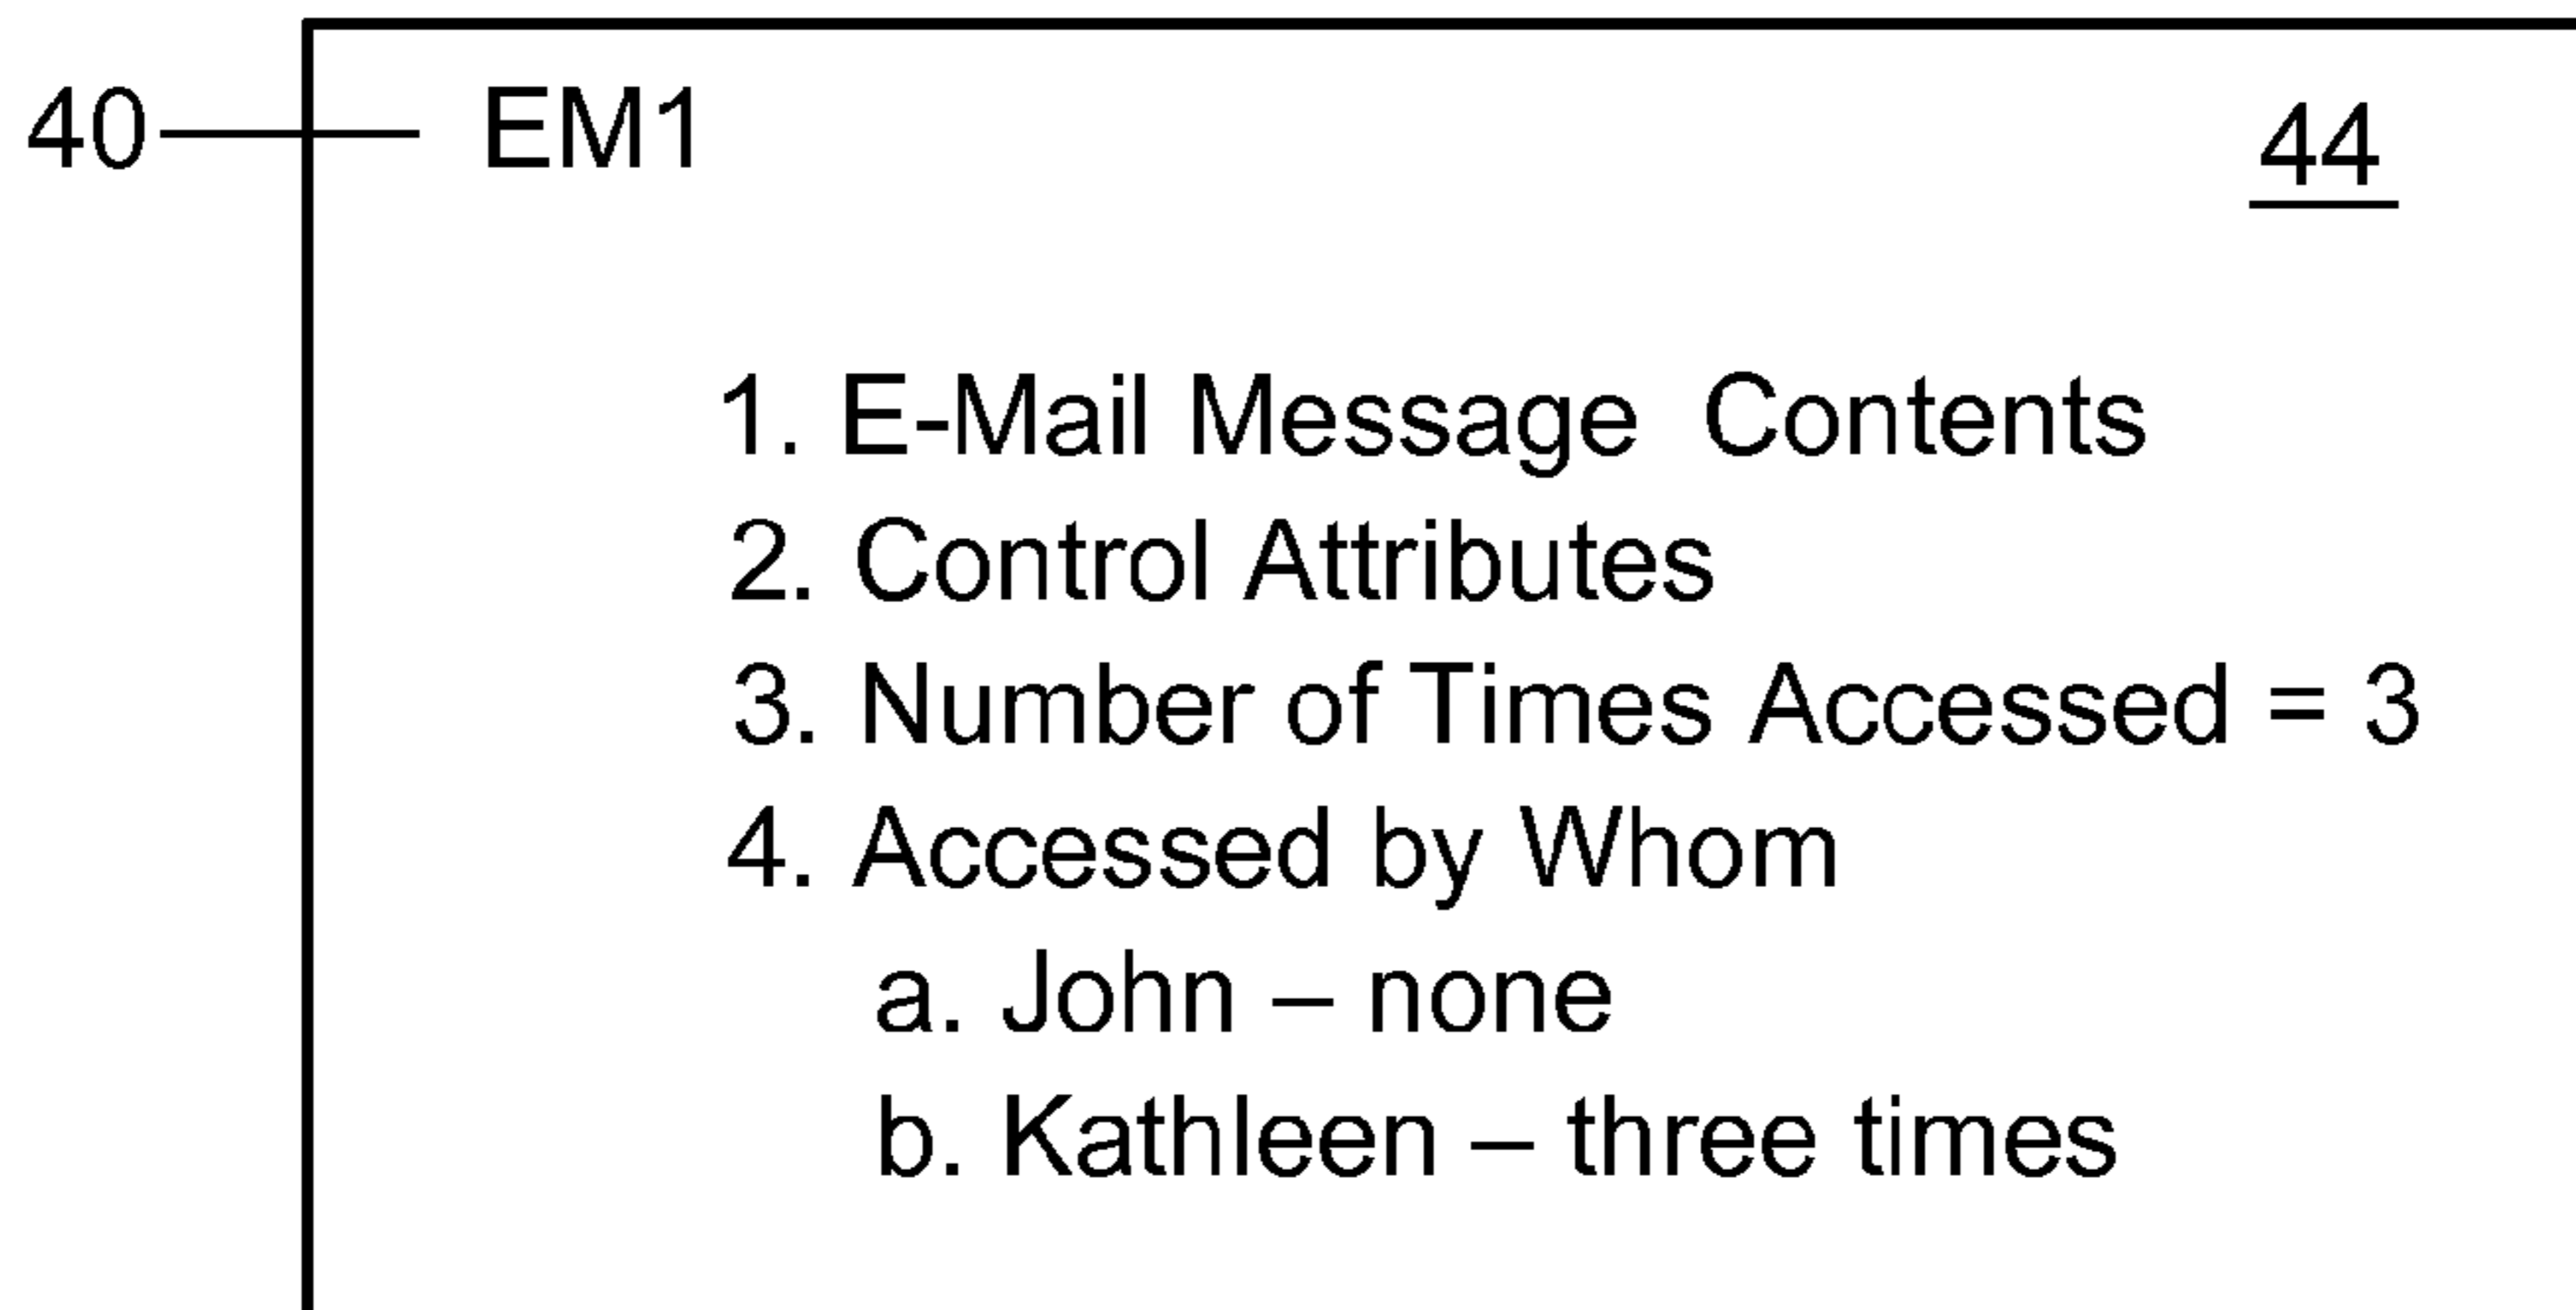 40 EM1 44
1. E-Mail Message Contents
2. Control Attributes
3. Number of Times Accessed = 3
4. Accessed by Whom
a. John – none
b. Kathleen – three times